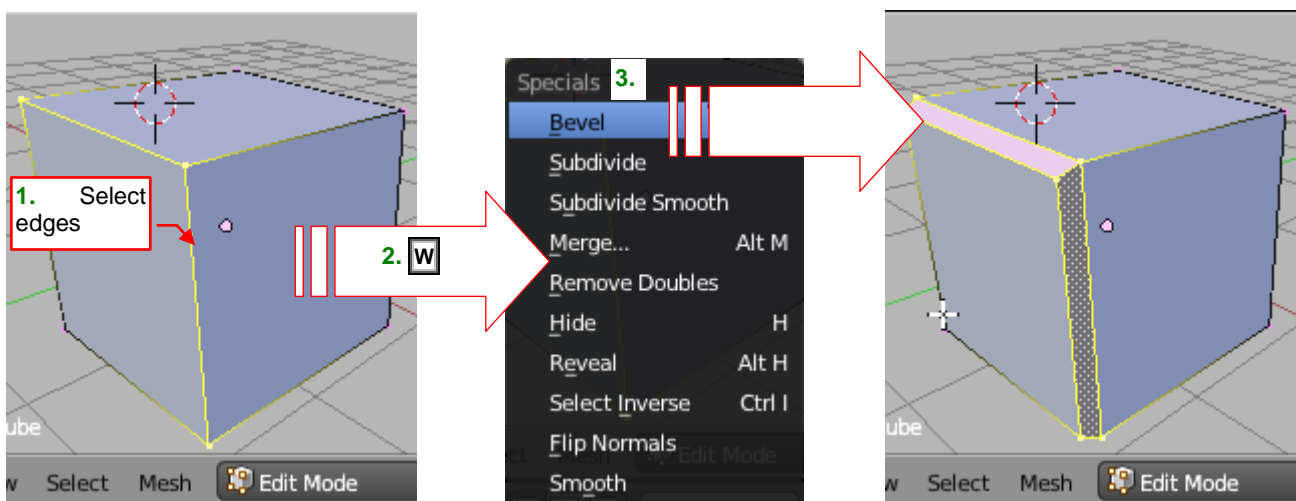 1. Select
edges
ube
w Select Mesh Edit Mode
2. W
Specials 3.
Bevel
Subdivide
Subdivide Smooth
Merge... Alt M
Remove Doubles
Hide H
Reveal Alt H
Select Inverse Ctrl I
Flip Normals
Smooth
ube
w Select Mesh Edit Mode